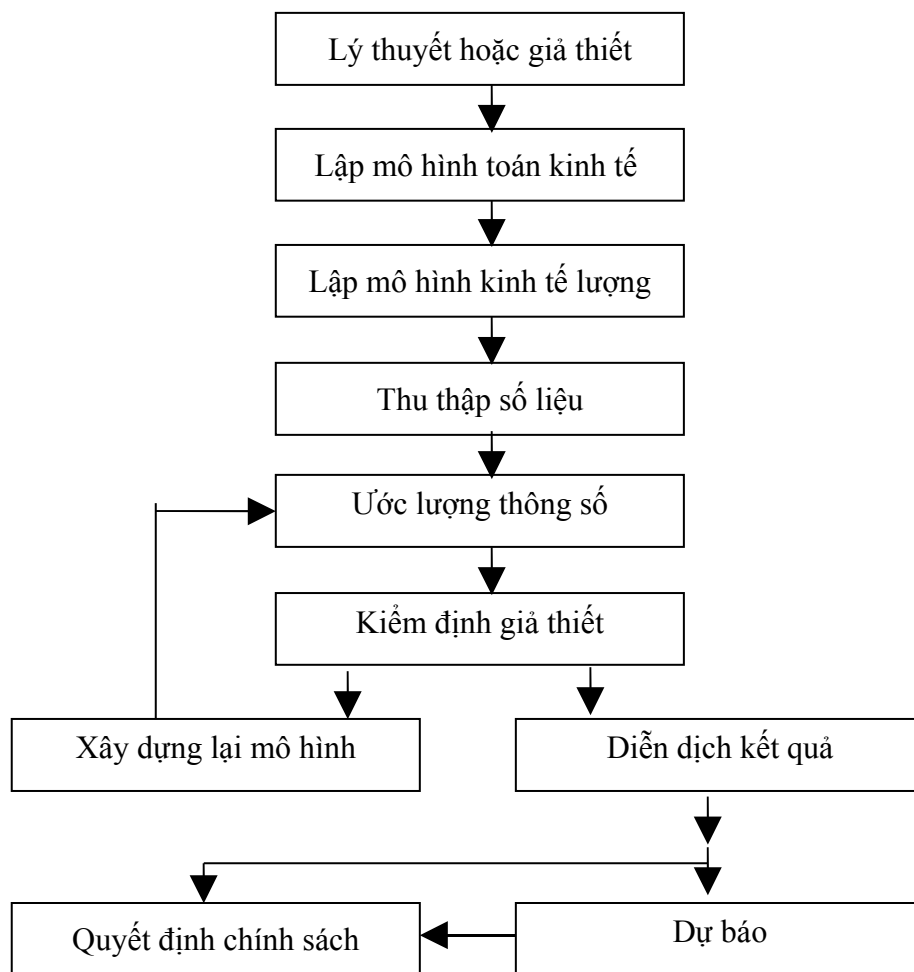 Lý thuyết hoặc giả thiết
Lập mô hình toán kinh tế
Lập mô hình kinh tế lượng
Thu thập số liệu
Ước lượng thông số
Kiểm định giả thiết
Xây dựng lại mô hình
Diễn dịch kết quả
Quyết định chính sách
Dự báo